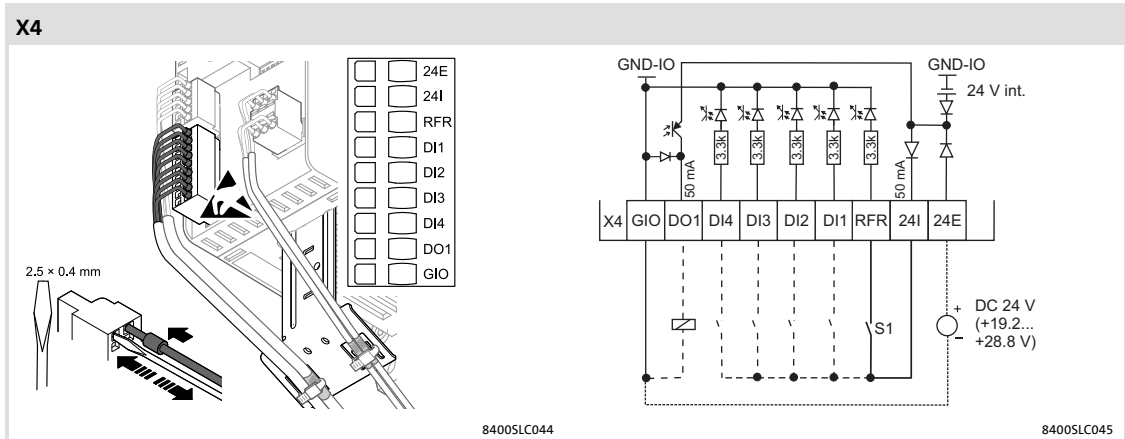 X4
24E
24I
RFR
DI1
DI2
DI3
DI4
DO1
GIO
2.5 × 0.4 mm
8400SLC044
GND-IO
GND-IO
24 V int.
3.3k
3.3k
3.3k
3.3k
3.3k
50 mA
50 mA
X4 GIO DO1 DI4 DI3 DI2 DI1 RFR 24I 24E
S1
+ DC 24 V
(+19.2...
− +28.8 V)
8400SLC045